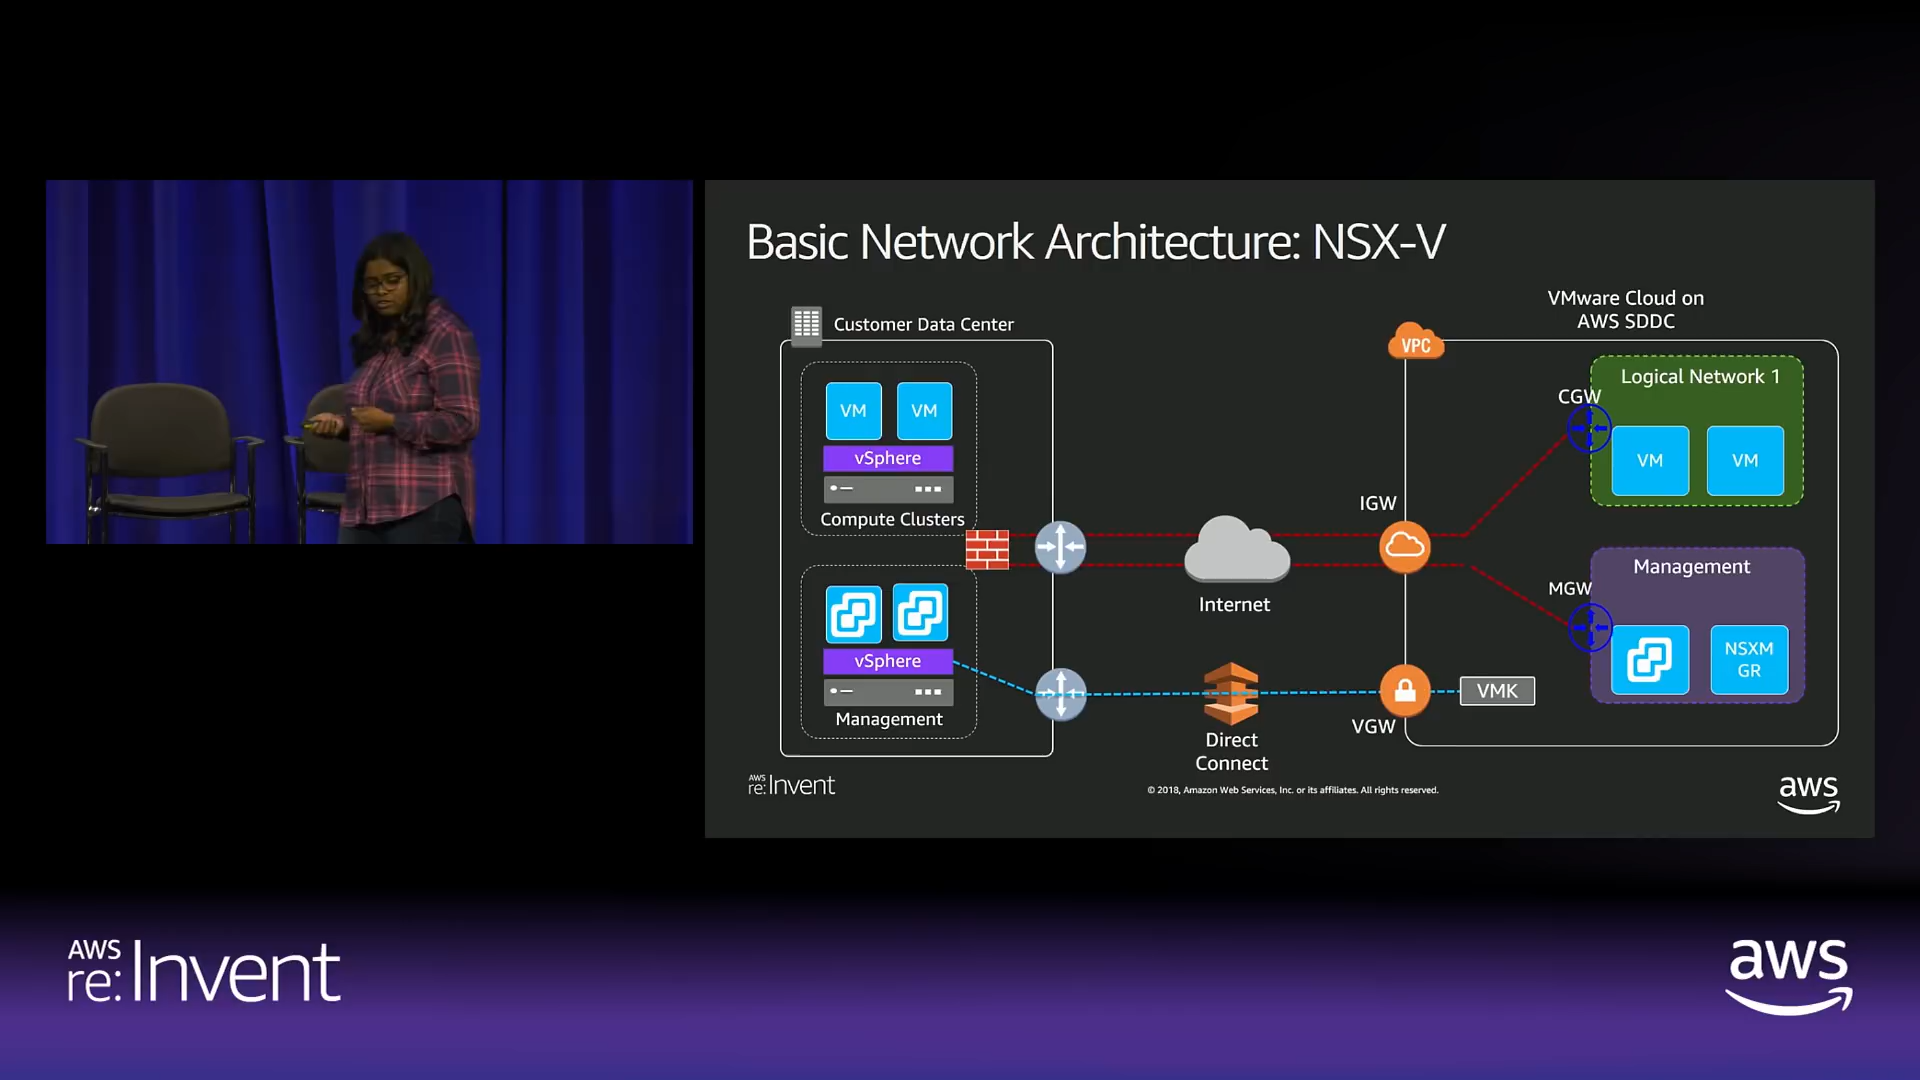 Basic Network Architecture: NSX-V
Customer Data Center
VM
VM
vSphere
Compute Clusters
vSphere
Management
Internet
Direct
Connect
IGW
VGW
VMK
VPC
VMware Cloud on
AWS SDDC
CGW
Logical Network 1
VM
VM
MGW
Management
NSXM
GR
AWS
re:Invent
© 2018, Amazon Web Services, Inc. or its affiliates. All rights reserved.
aws
AWS
re:Invent
aws